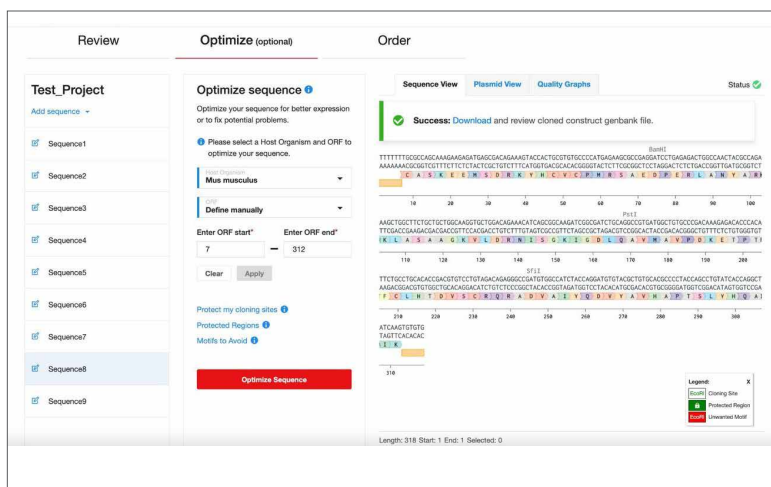 Review
Optimize (optional)
Order
Test_Project
Add sequence
Sequence1
Sequence2
Sequence3
Sequence4
Sequence5
Sequence6
Sequence7
Sequence8
Sequence9
Optimize sequence
Optimize your sequence for better expression
or to fix potential problems.
Please select a Host Organism and ORF to
optimize your sequence.
Host Organism
Mus musculus
ORF
Define manually
Enter ORF start* Enter ORF end*
7 — 312
Clear Apply
Protect my cloning sites
Protected Regions
Motifs to Avoid
Optimize Sequence
Sequence View Plasmid View Quality Graphs Status
Success: Download and review cloned construct genbank file.
BamHI
C A S K E E M S D R K Y H C V C P M R S A E D P E R L A N Y A R
10 20 30 40 50 60 70 80 90 100
PstI
K L A S A A G K V L D R N I S G K I G D L Q A V M A V P D K E T P T
110 120 130 140 150 160 170 180 190 200
SfiI
F C L H T D V S C R Q R A D V A I Y Q D V Y A V H A P T S L Y H Q A
210 220 230 240 250 260 270 280 290 300
ATCAAGTGTGTG
TAGTTCACACAC
I K
310
Legend: X
EcoRI Cloning Site
Protected Region
EcoRI Unwanted Motif
Length: 318 Start: 1 End: 1 Selected: 0